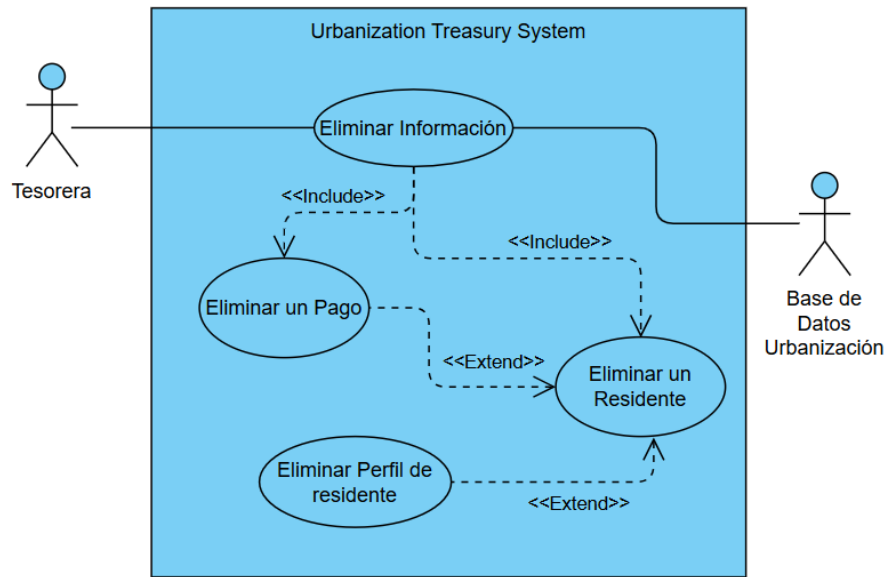 Urbanization Treasury System
Eliminar Información
Tesorera
<<Include>>
<<Include>>
Eliminar un Pago
Base de
Datos
Urbanización
<<Extend>>
Eliminar un
Residente
Eliminar Perfil de
residente
<<Extend>>